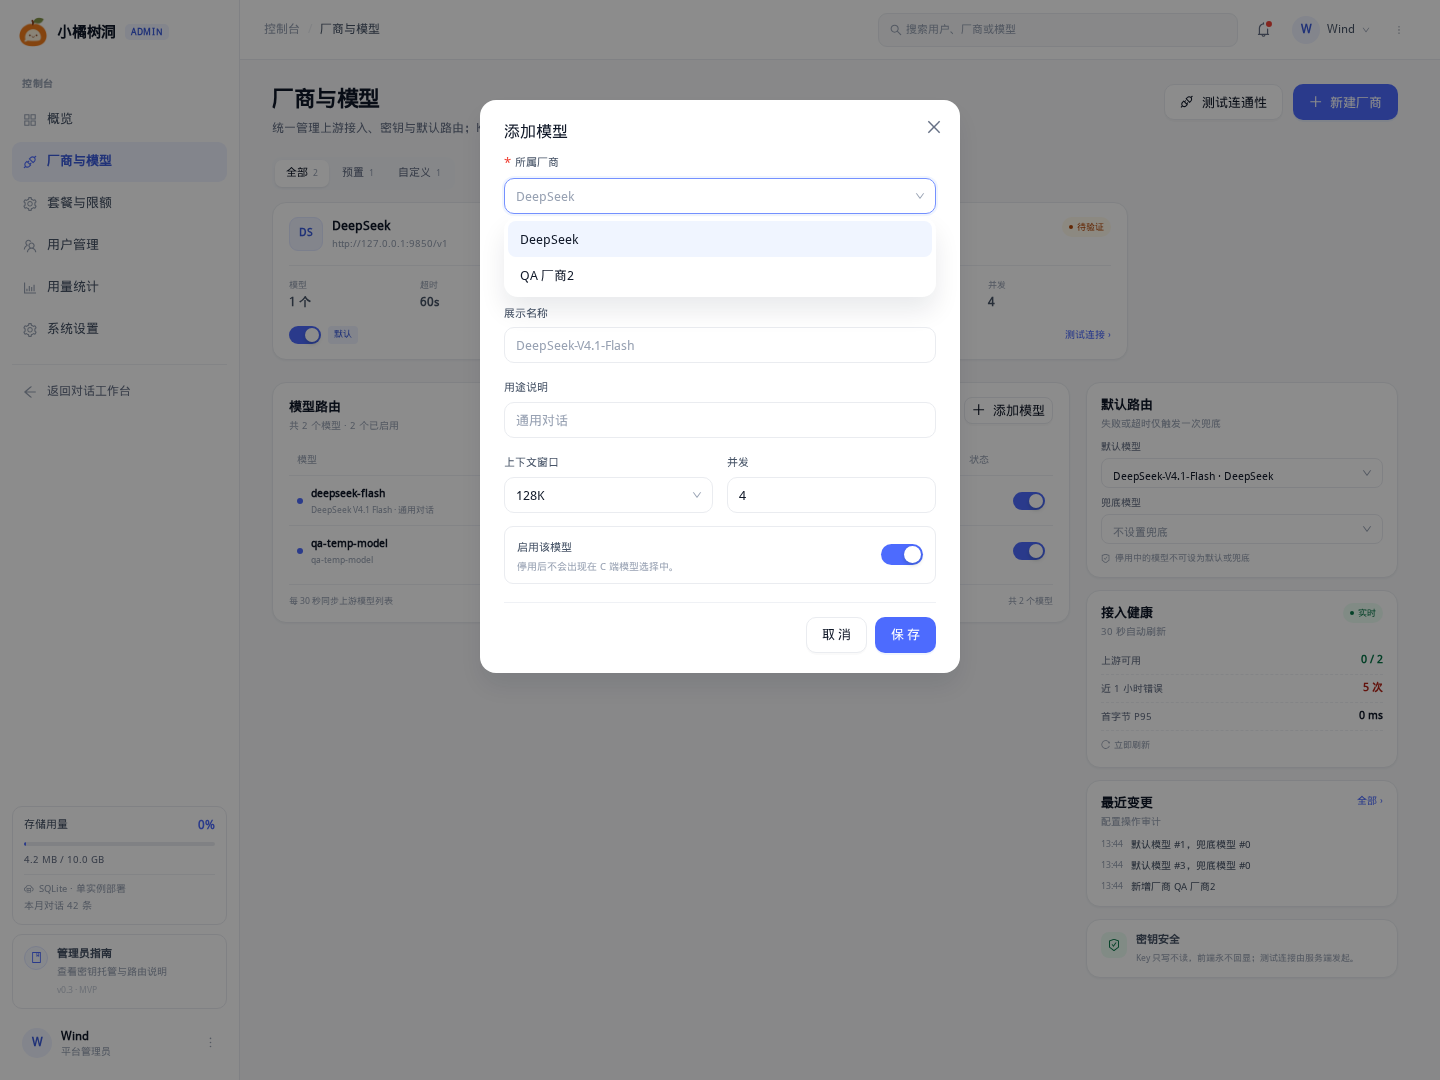 小橘树洞 ADMIN
控制台 / 厂商与模型
搜索用户、厂商或模型
W Wind
控制台
概览
厂商与模型
套餐与限额
用户管理
用量统计
系统设置
返回对话工作台
存储用量 0%
4.2 MB / 10.0 GB
SQLite · 单实例部署
本月对话 42 条
管理员指南
查看密钥托管与路由说明
v0.3 · MVP
W Wind
平台管理员
厂商与模型
统一管理上游接入、密钥与默认路由；
测试连通性
新建厂商
全部 2 预置 1 自定义 1
DS DeepSeek
http://127.0.0.1:9850/v1
模型 超时
1 个 60s
默认
待验证
并发
4
测试连接 ›
模型路由
共 2 个模型 · 2 个已启用
添加模型
模型 状态
deepseek-flash
DeepSeek V4.1 Flash · 通用对话
qa-temp-model
qa-temp-model
每 30 秒同步上游模型列表 共 2 个模型
添加模型
* 所属厂商
DeepSeek
DeepSeek
QA 厂商2
展示名称
DeepSeek-V4.1-Flash
用途说明
通用对话
上下文窗口 并发
128K 4
启用该模型
停用后不会出现在 C 端模型选择中。
取 消 保 存
默认路由
失败或超时仅触发一次兜底
默认模型
DeepSeek-V4.1-Flash · DeepSeek
兜底模型
不设置兜底
停用中的模型不可设为默认或兜底
接入健康 实时
30 秒自动刷新
上游可用 0 / 2
近 1 小时错误 5 次
首字节 P95 0 ms
立即刷新
最近变更 全部 ›
配置操作审计
13:44 默认模型 #1，兜底模型 #0
13:44 默认模型 #3，兜底模型 #0
13:44 新增厂商 QA 厂商2
密钥安全
Key 只写不读，前端永不回显；测试连接由服务端发起。